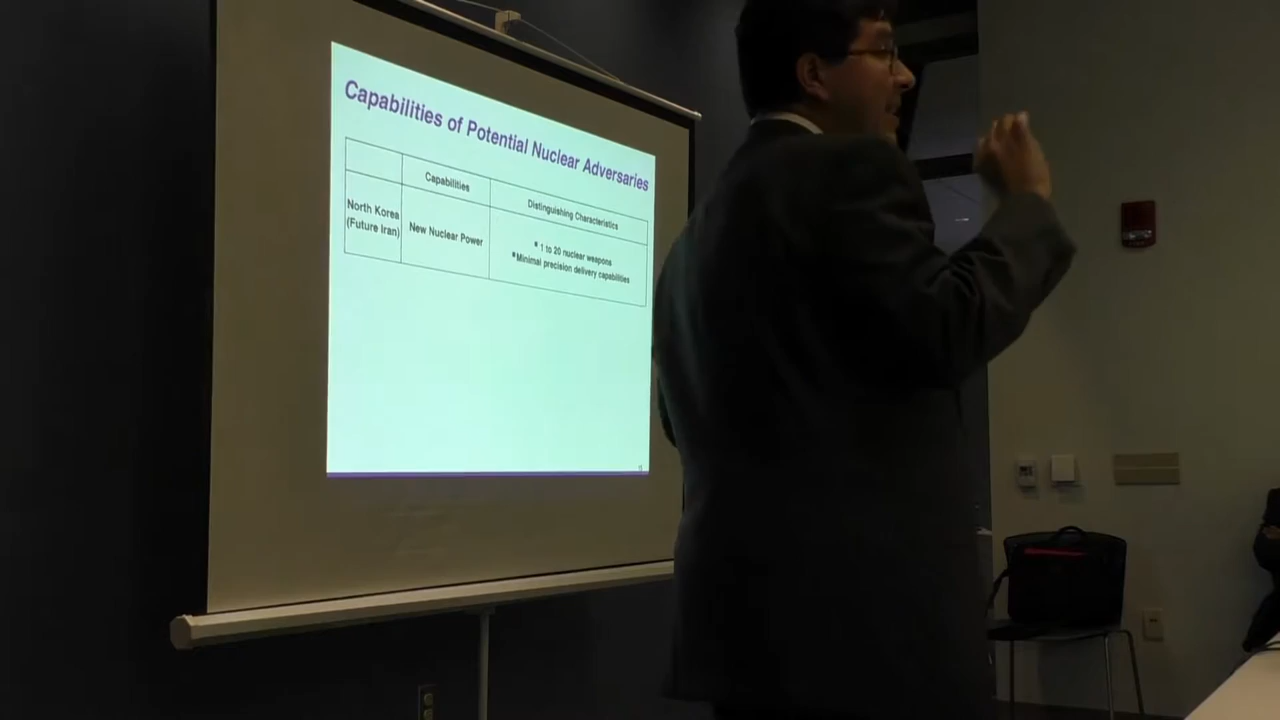 Capabilities of Potential Nuclear Adversaries
Capabilities
Distinguishing Characteristics
North Korea
(Future Iran)
New Nuclear Power
▪ 1 to 20 nuclear weapons
▪Minimal precision delivery capabilities